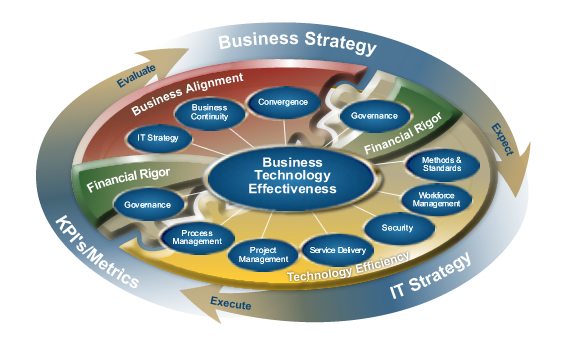 Business Strategy
Evaluate
Business Alignment
Business
Continuity
Convergence
IT Strategy
Governance
Financial Rigor
Expect
Business
Technology
Effectiveness
Methods &
Standards
Financial Rigor
Governance
Workforce
Management
Process
Management
Project
Management
Service Delivery
Security
Technology Efficiency
KPI's/Metrics
IT Strategy
Execute